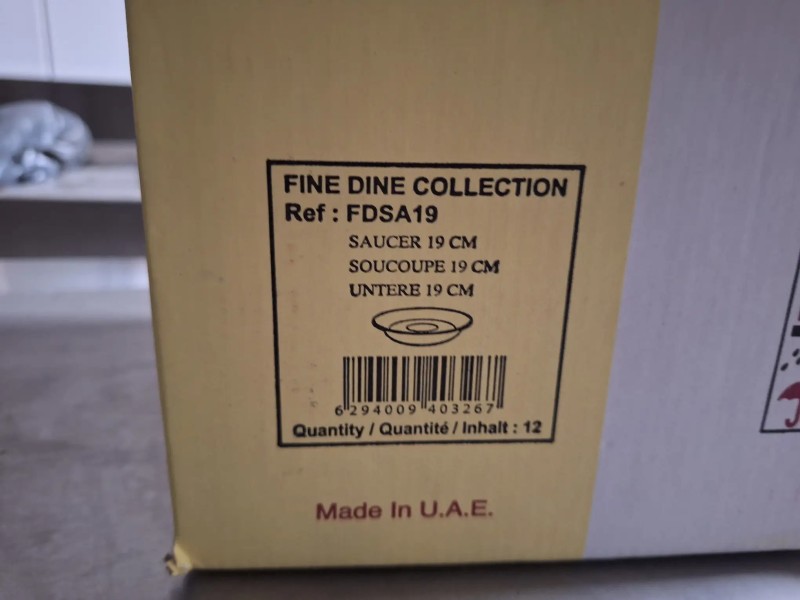 FINE DINE COLLECTION
Ref : FDSA19
SAUCER 19 CM
SOUCOUPE 19 CM
UNTERE 19 CM
6 294009 403267
Quantity / Quantité / Inhalt : 12
Made In U.A.E.